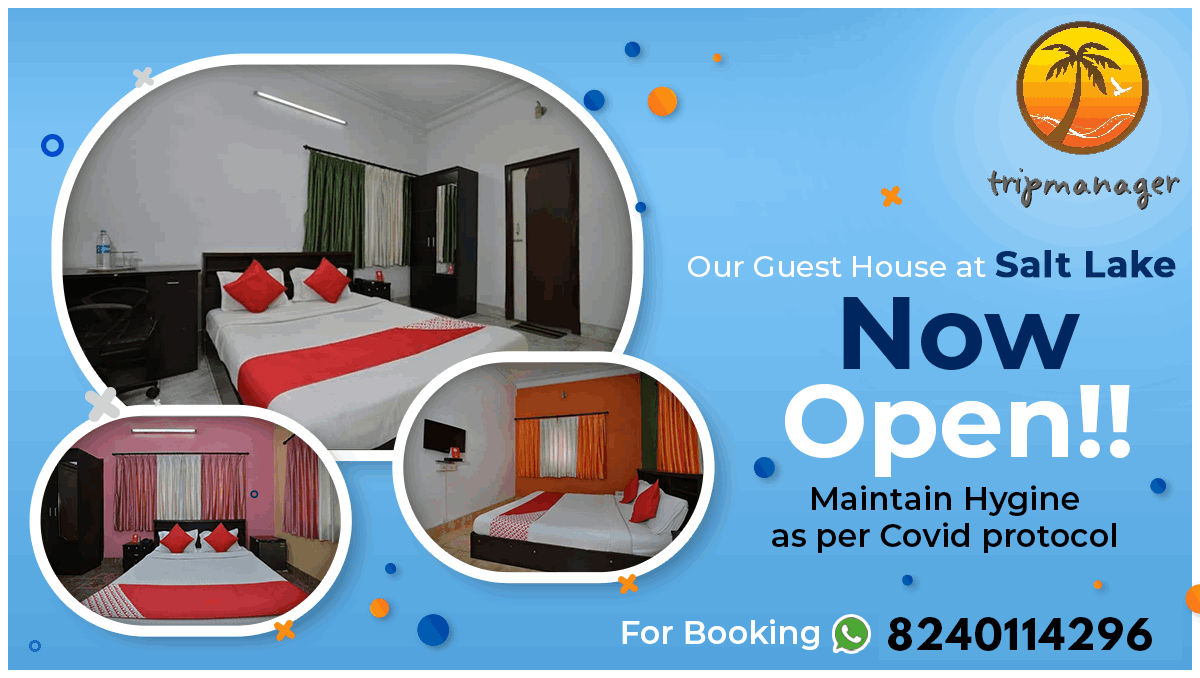 tripmanager
Our Guest House at Salt Lake
Now
Open!!
Maintain Hygine
as per Covid protocol
For Booking 8240114296